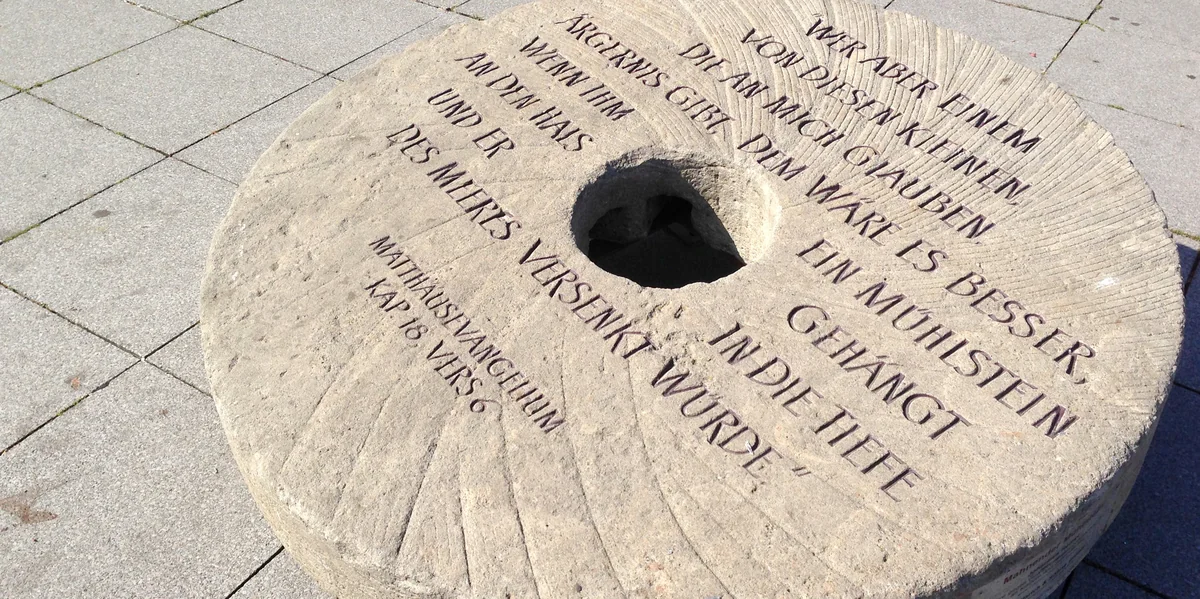 WER ABER EINEM
VON DIESEN KLEINEN,
DIE AN MICH GLAUBEN,
ÄRGERNIS GIBT, DEM WÄRE ES BESSER,
WENN IHM EIN MÜHLSTEIN
AN DEN HALS GEHÄNGT
UND ER IN DIE TIEFE
DES MEERES VERSENKT WÜRDE."
MATTHÄUSEVANGELIUM
KAP 18, VERS 6